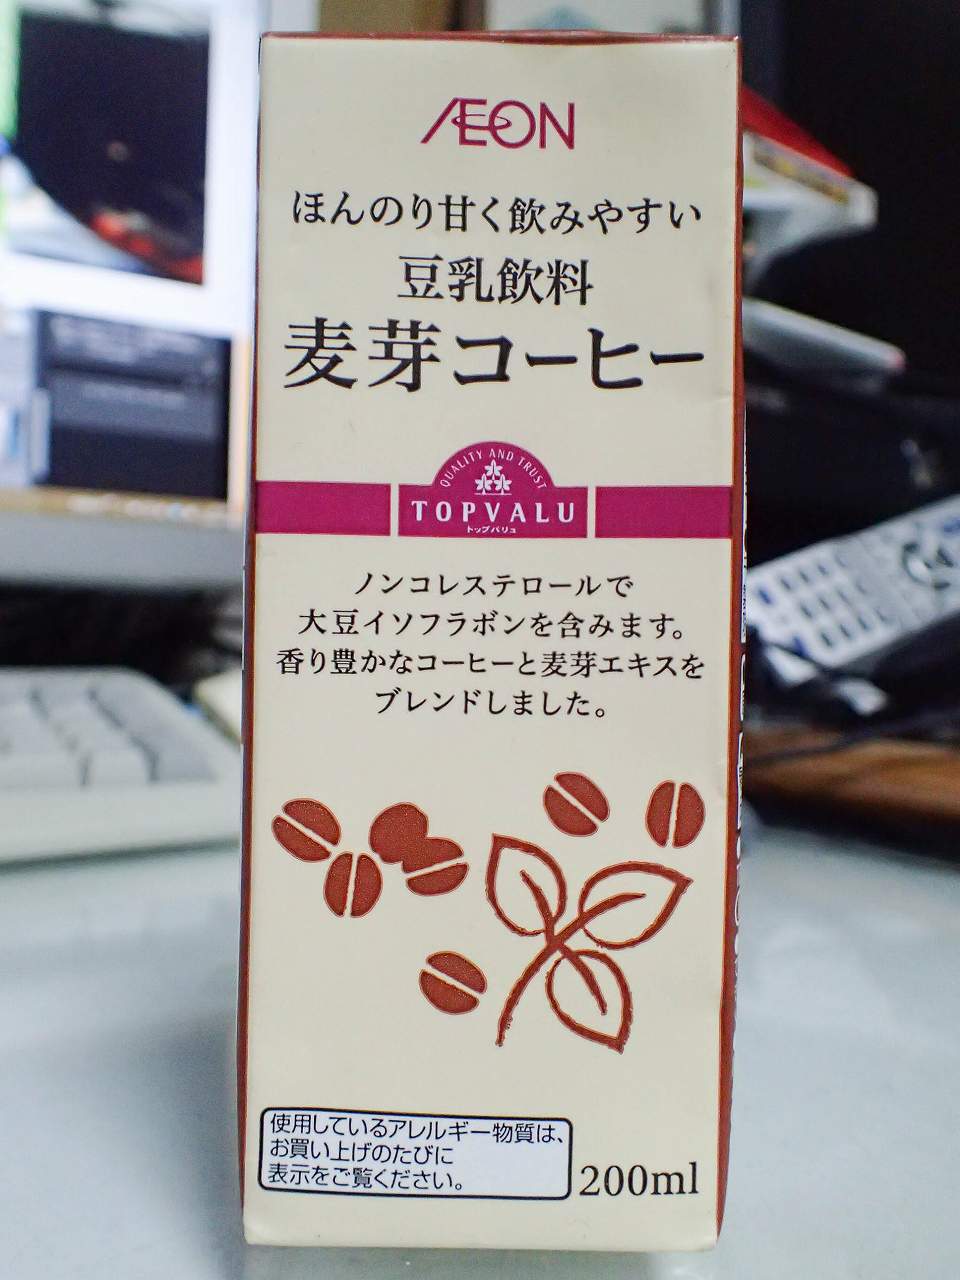 ÆON
ほんのり甘く飲みやすい
豆乳飲料
麦芽コーヒー
QUALITY AND TRUST
TOPVALU
トップバリュ
ノンコレステロールで
大豆イソフラボンを含みます。
香り豊かなコーヒーと麦芽エキスを
ブレンドしました。
使用しているアレルギー物質は、
お買い上げのたびに
表示をご覧ください。
200ml